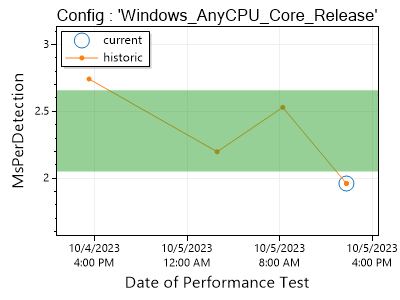 Config : 'Windows_AnyCPU_Core_Release'
current
historic
3
2.5
2
MsPerDetection
10/4/2023
4:00 PM
10/5/2023
12:00 AM
10/5/2023
8:00 AM
10/5/2023
4:00 PM
Date of Performance Test